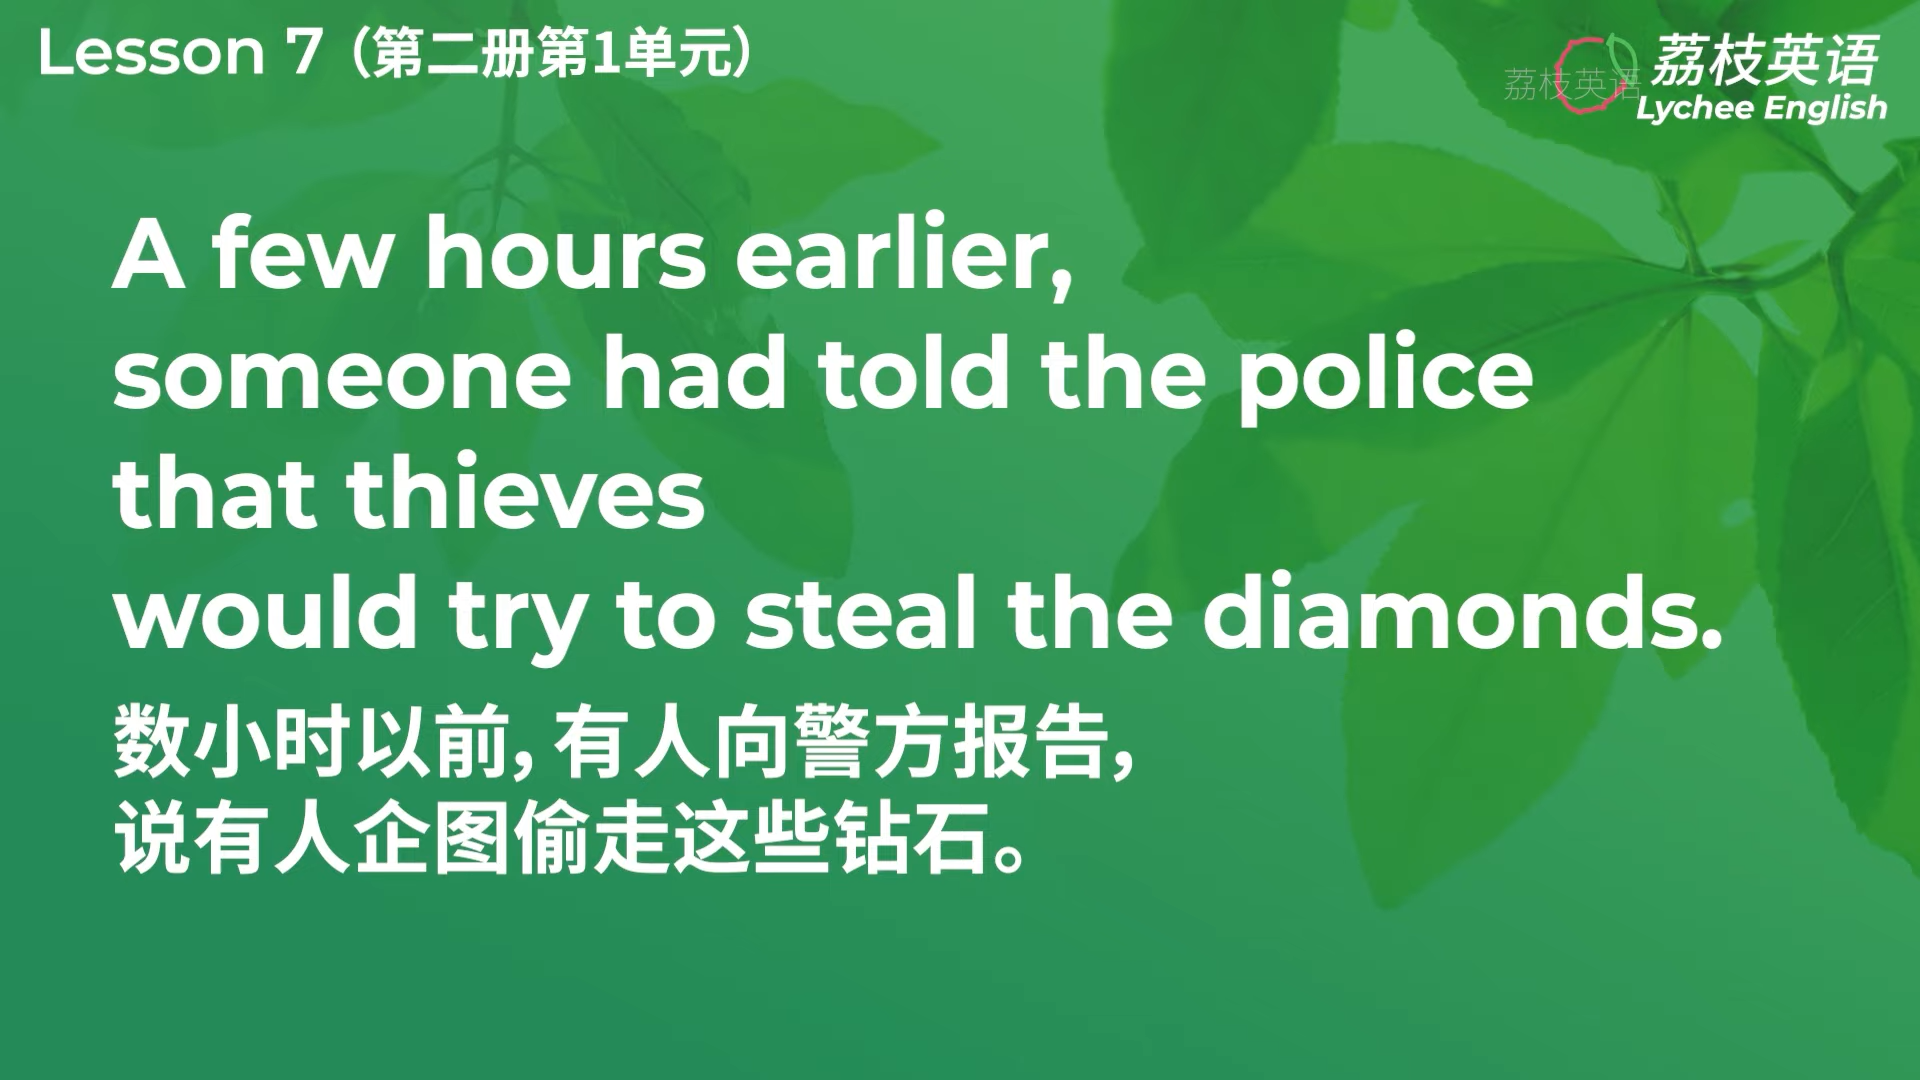 Lesson 7（第二册第1单元）
荔枝英语
荔枝英语
Lychee English
A few hours earlier,
someone had told the police
that thieves
would try to steal the diamonds.
数小时以前，有人向警方报告，
说有人企图偷走这些钻石。